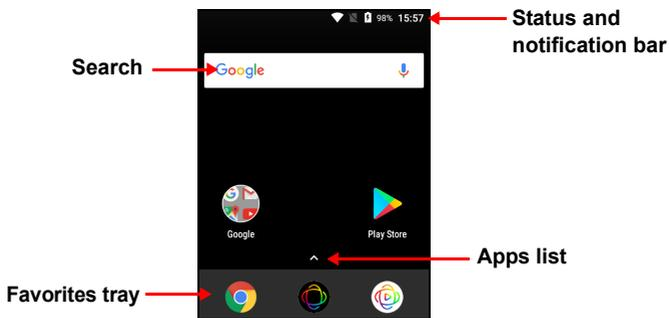 98% 15:57
Status and
notification bar
Search
Google
Google
Play Store
Apps list
Favorites tray